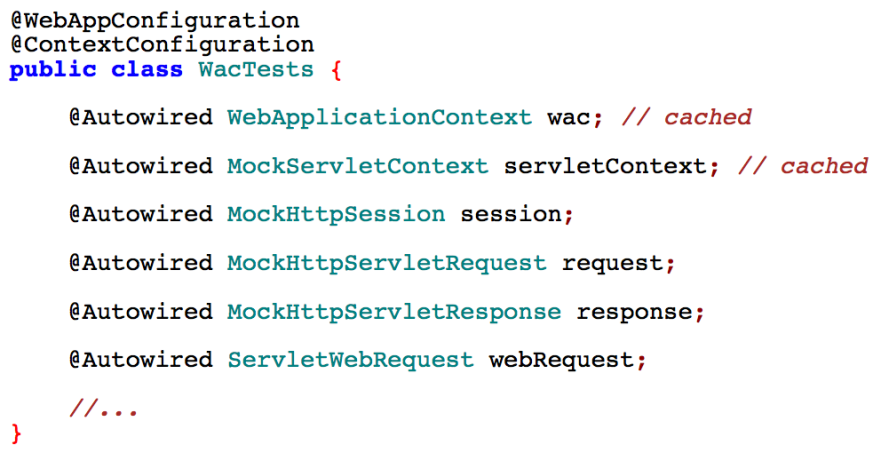 @WebAppConfiguration
@ContextConfiguration
public class WacTests {
@Autowired WebApplicationContext wac; // cached
@Autowired MockServletContext servletContext; // cached
@Autowired MockHttpSession session;
@Autowired MockHttpServletRequest request;
@Autowired MockHttpServletResponse response;
@Autowired ServletWebRequest webRequest;
//...
}